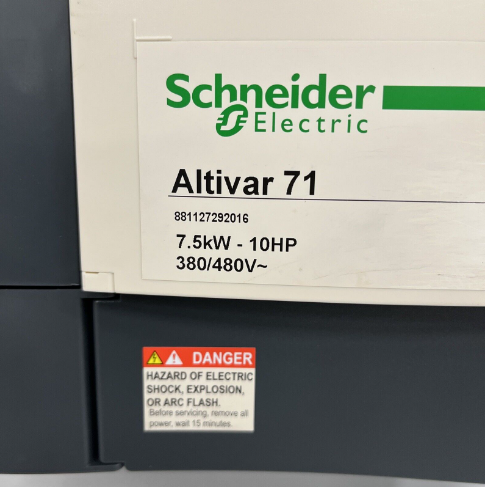 Schneider
Electric
Altivar 71
881127292016
7.5kW - 10HP
380/480V~
DANGER
HAZARD OF ELECTRIC
SHOCK, EXPLOSION,
OR ARC FLASH.
Before servicing, remove all
power, wait 15 minutes.